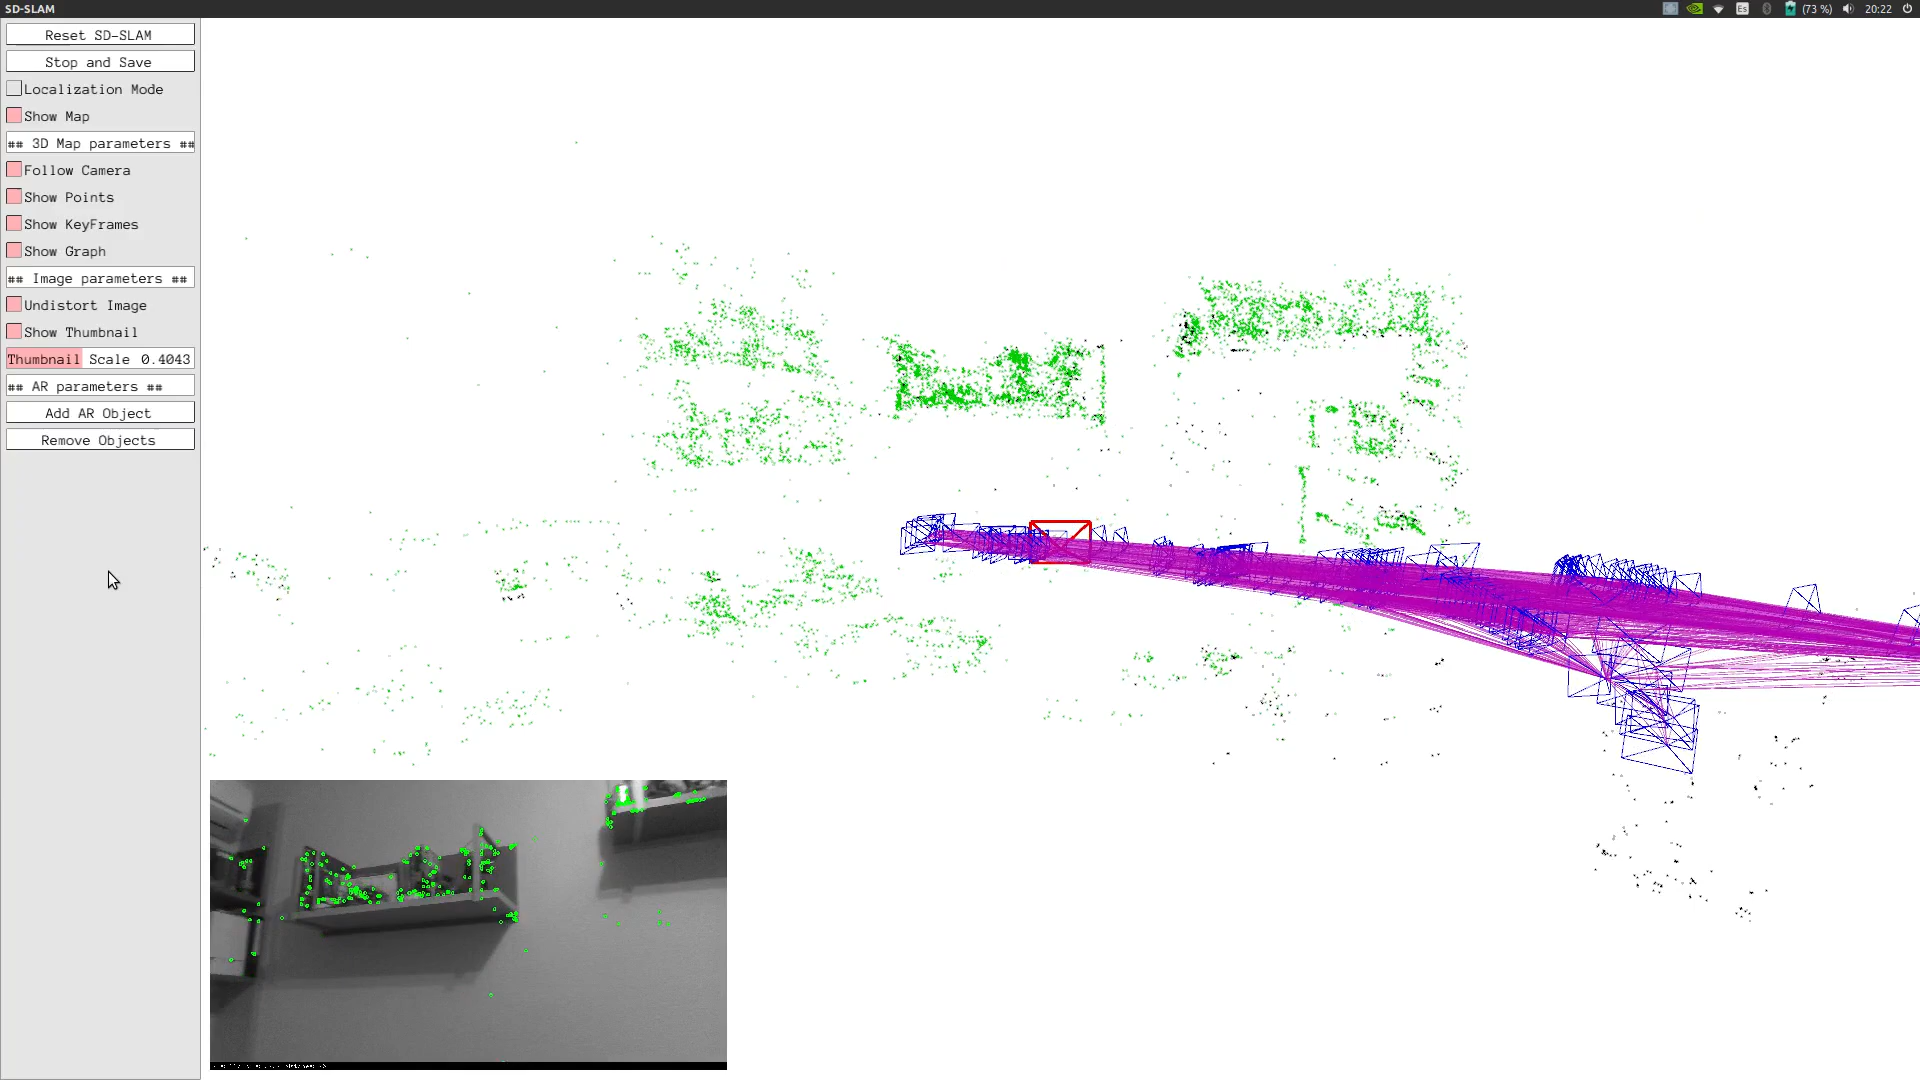 SD-SLAM
Es
(73 %)
20:22
Reset SD-SLAM
Stop and Save
Localization Mode
Show Map
## 3D Map parameters ##
Follow Camera
Show Points
Show KeyFrames
Show Graph
## Image parameters ##
Undistort Image
Show Thumbnail
Thumbnail Scale 0.4043
## AR parameters ##
Add AR Object
Remove Objects